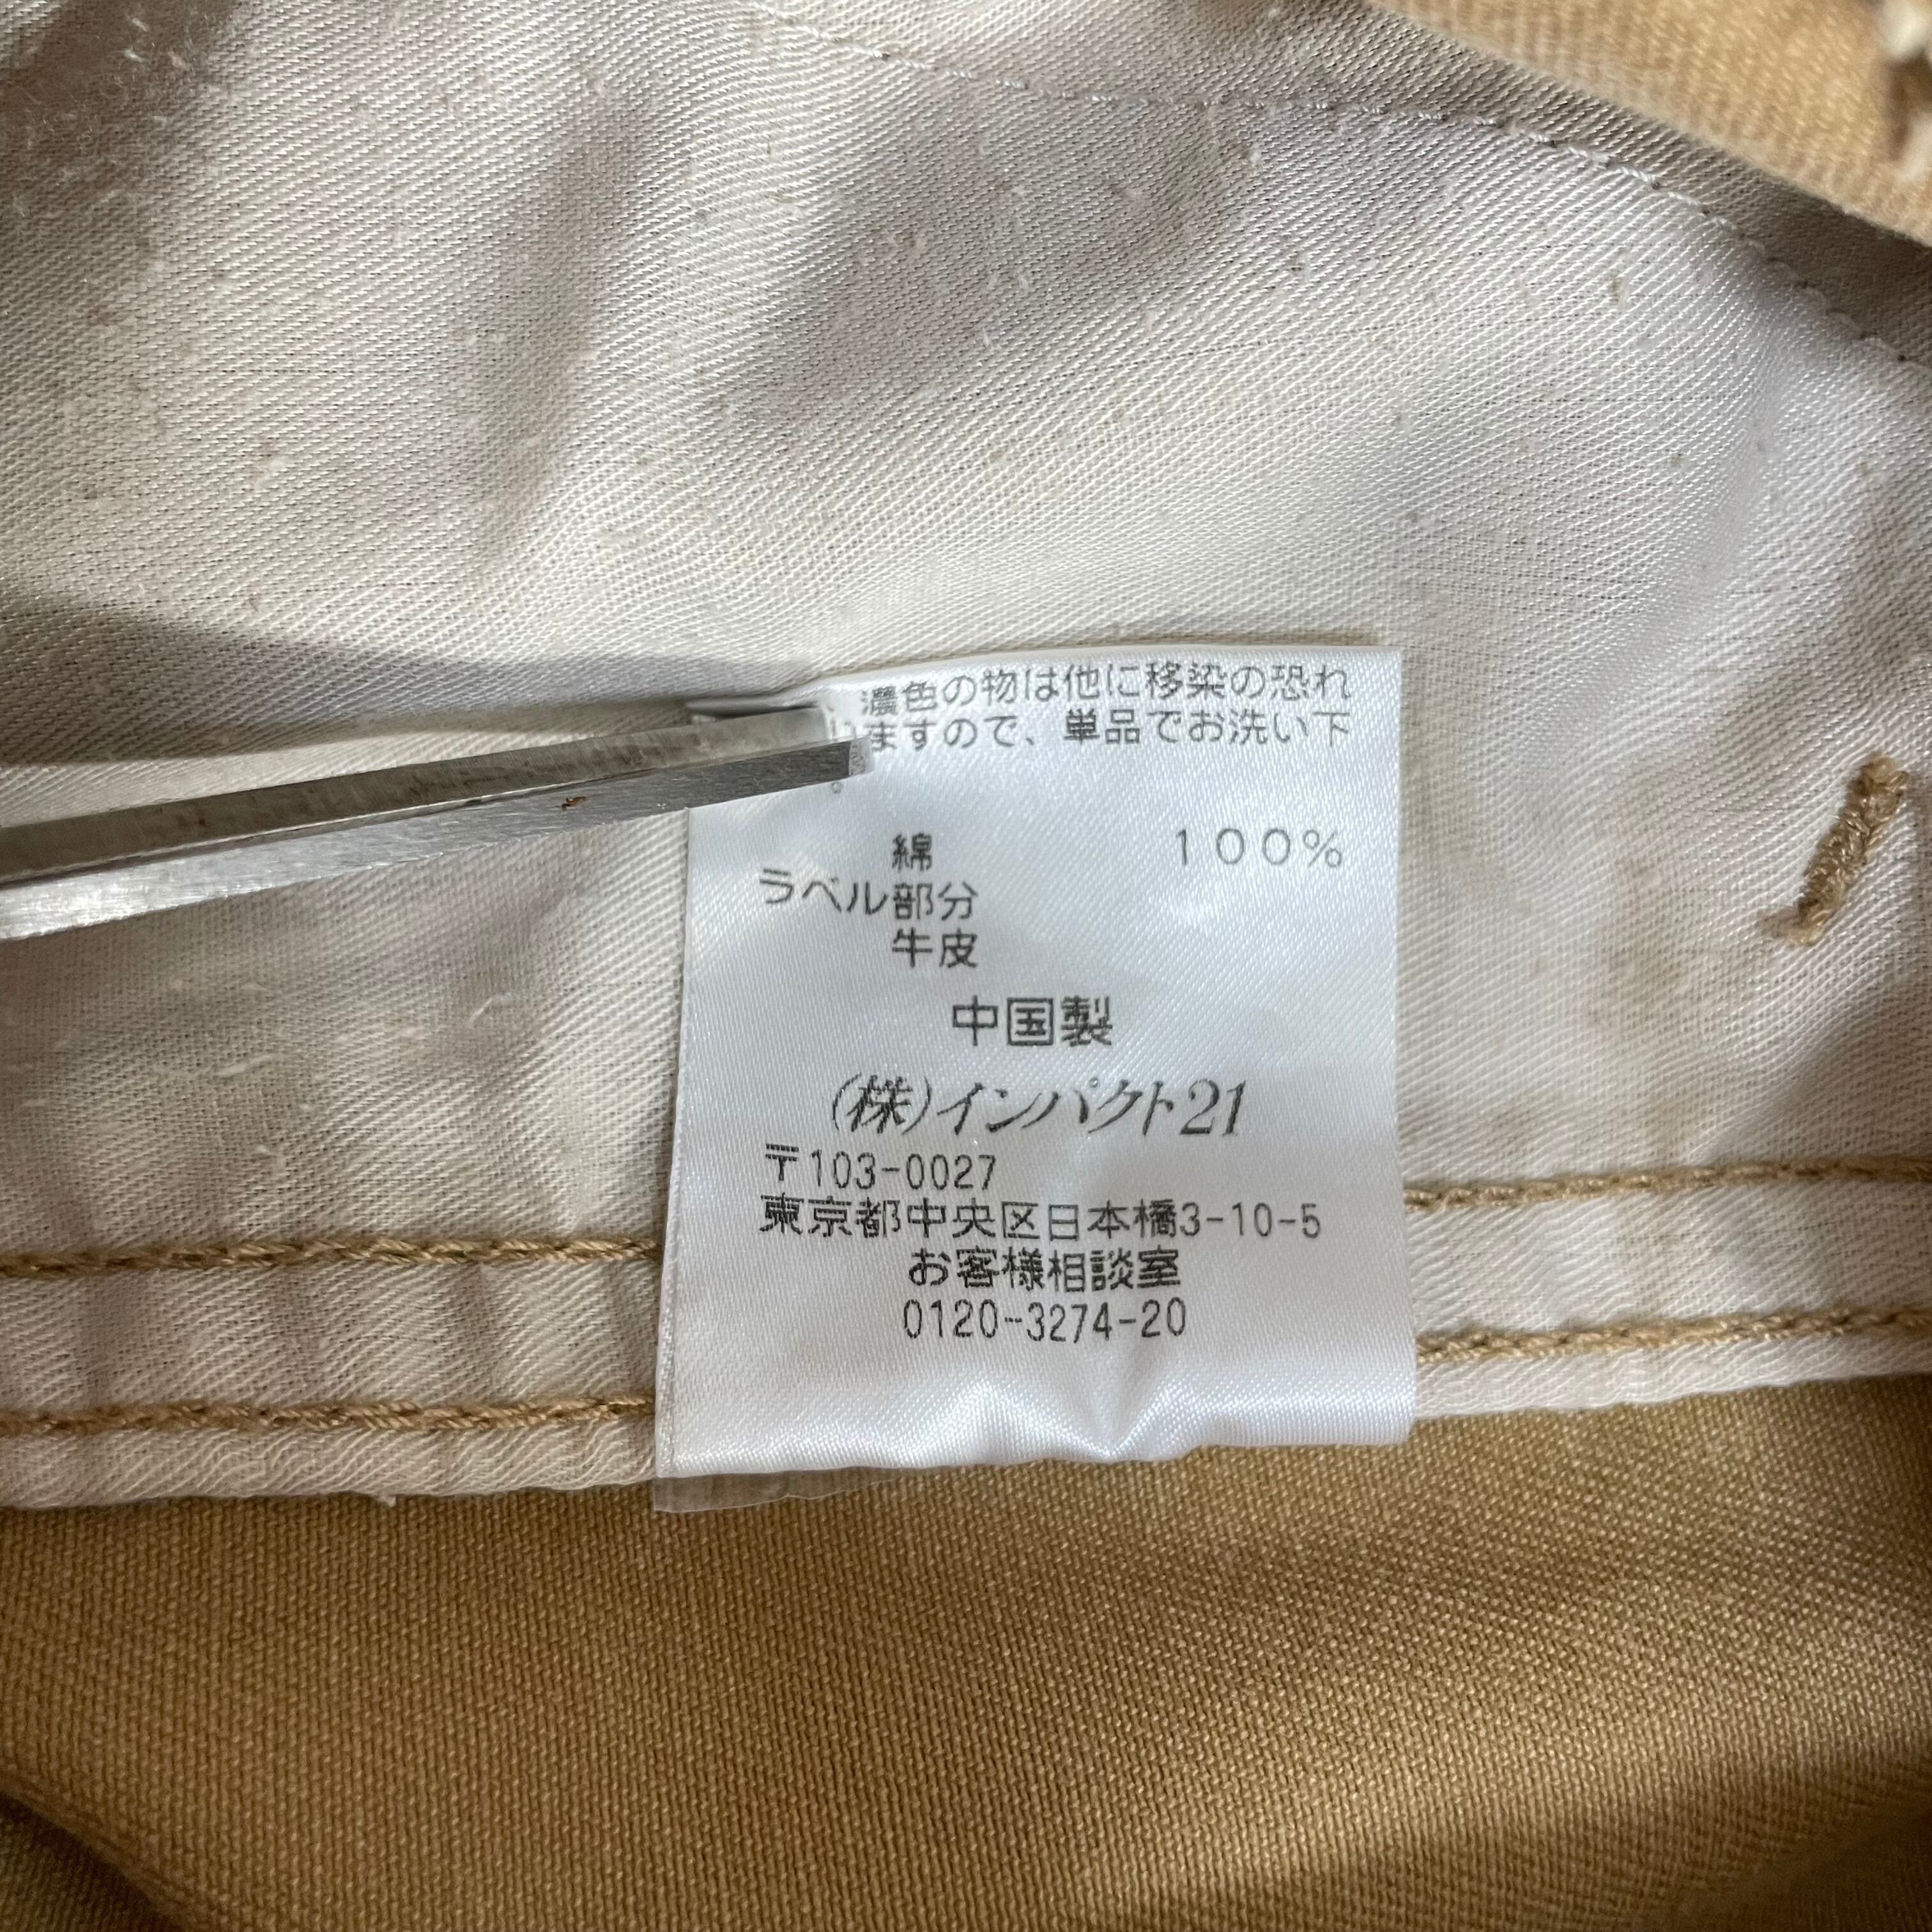 濃色の物は他に移染の恐れ
ますので、単品でお洗い下
。
綿 100%
ラベル部分
牛皮
中国製
(株)インパクト21
〒103-0027
東京都中央区日本橋3-10-5
お客様相談室
0120-3274-20